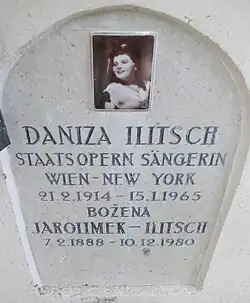 DANIZA ILITSCH
STAATSOPERN SÄNGERIN
WIEN-NEW YORK
21.2.1914-15.1.1965
BOŽENA
JAROLIMEK-ILITSCH
7.2.1888-10.12.1980